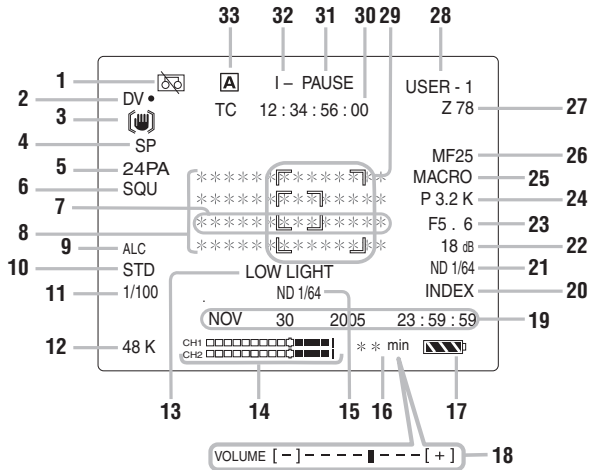 33 32 31 30 29 28
1
A I – PAUSE USER - 1
2 DV •
TC 12 : 34 : 56 : 00 Z 78 27
3
4 SP
MF25 26
5 24PA ****************** MACRO 25
6 SQU ****************** P 3.2 K 24
7 ******************
8 ****************** F5 . 6 23
9 ALC 18 dB 22
10 STD LOW LIGHT ND 1/64 21
11 1/100 ND 1/64 INDEX 20
NOV 30 2005 23 : 59 : 59 19
12 48 K CH1
CH2 * * min
13 14 15 16 17
VOLUME [ – ] – – – – – – – – [ + ] 18